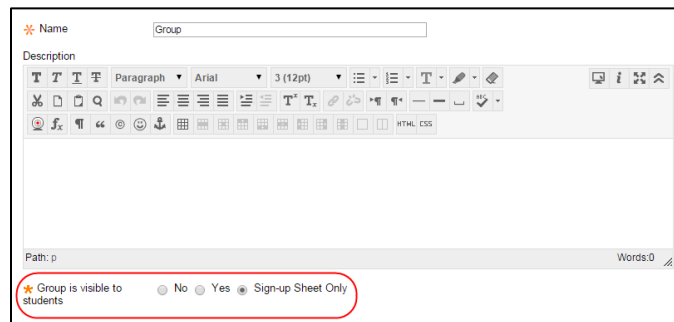 * Name Group
Description
T T T T Paragraph Arial 3 (12pt) T i
T x T x ABC
f x ¶ “ © HTML CSS
Path: p Words:0
* Group is visible to No Yes Sign-up Sheet Only
students